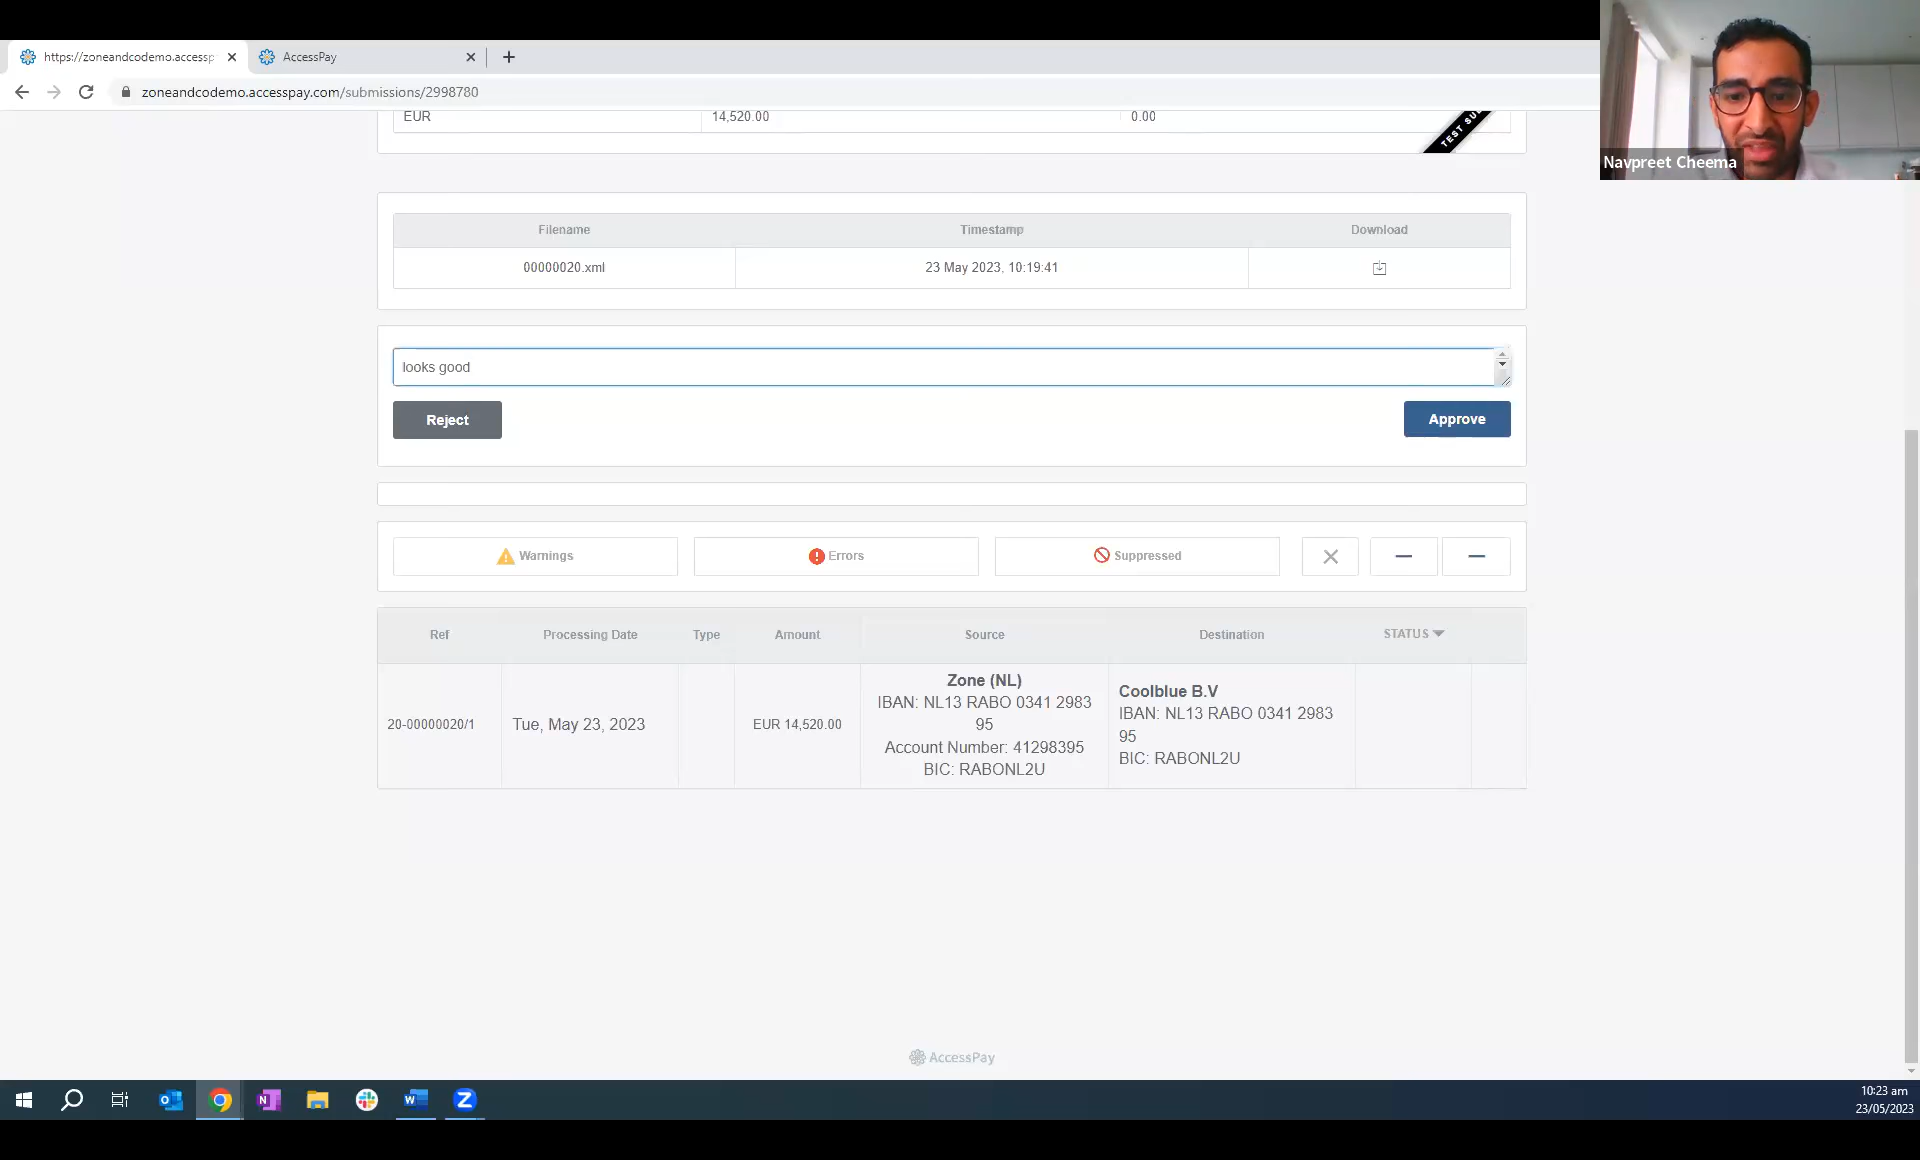 https://zoneandcodemo.accessp
AccessPay
zoneandcodemo.accesspay.com/submissions/2998780
Navpreet Cheema
EUR 14,520.00 0.00
TEST SU
Filename Timestamp Download
00000020.xml 23 May 2023, 10:19:41
looks good
Reject Approve
Warnings Errors Suppressed
Ref Processing Date Type Amount Source Destination STATUS
20-00000020/1
Tue, May 23, 2023
EUR 14,520.00
Zone (NL)
IBAN: NL13 RABO 0341 2983
95
Account Number: 41298395
BIC: RABONL2U
Coolblue B.V
IBAN: NL13 RABO 0341 2983
95
BIC: RABONL2U
AccessPay
10:23 am
23/05/2023